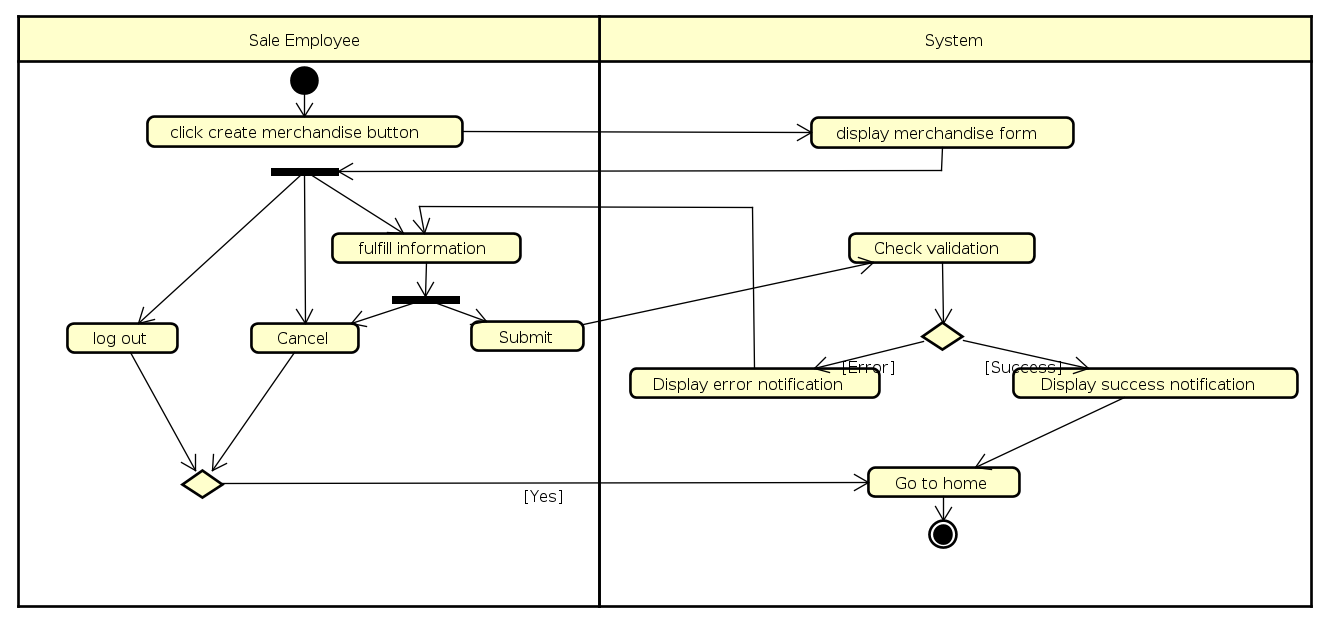 Sale Employee
System
click create merchandise button
display merchandise form
fulfill information
Check validation
log out
Cancel
Submit
[Error]
[Success]
Display error notification
Display success notification
Go to home
[Yes]